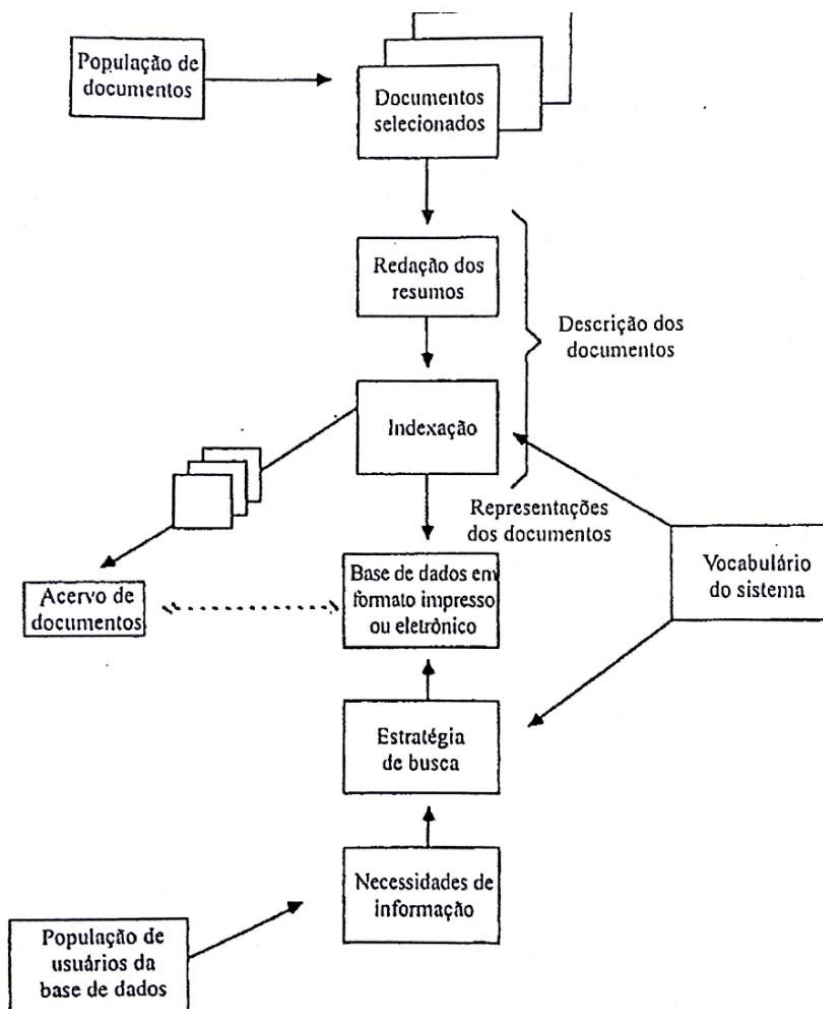 População de
documentos
Documentos
selecionados
Redação dos
resumos
Descrição dos
documentos
Indexação
Representações
dos documentos
Vocabulário
do sistema
Base de dados em
formato impresso
ou eletrônico
Acervo de
documentos
Estratégia
de busca
Necessidades de
informação
População de
usuários da
base de dados